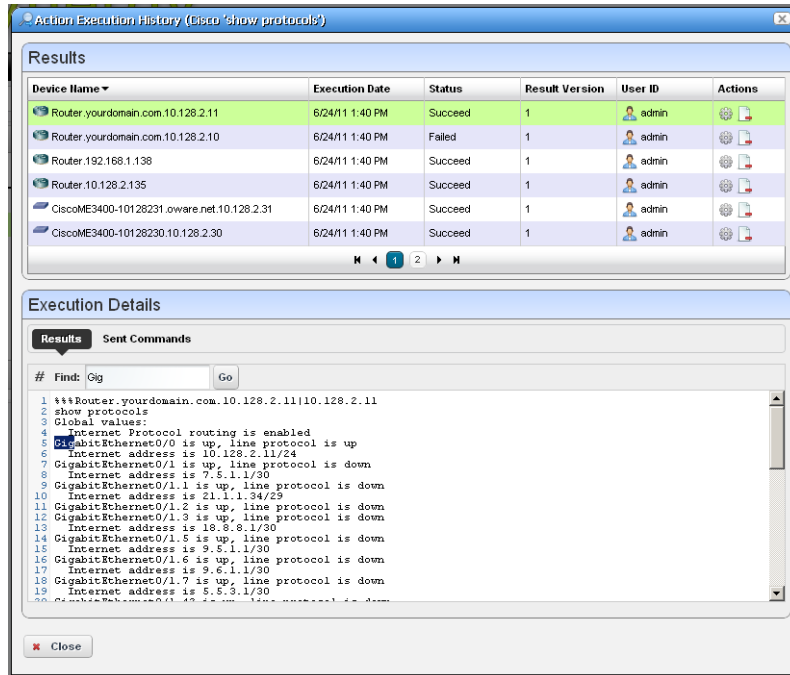 Action Execution History (Cisco 'show protocols')
Results
Device Name Execution Date Status Result Version User ID Actions
Router.yourdomain.com.10.128.2.11 6/24/11 1:40 PM Succeed 1 admin
Router.yourdomain.com.10.128.2.10 6/24/11 1:40 PM Failed 1 admin
Router.192.168.1.138 6/24/11 1:40 PM Succeed 1 admin
Router.10.128.2.135 6/24/11 1:40 PM Succeed 1 admin
CiscoME3400-10128231.oware.net.10.128.2.31 6/24/11 1:40 PM Succeed 1 admin
CiscoME3400-10128230.10.128.2.30 6/24/11 1:40 PM Succeed 1 admin
1 2
Execution Details
Results Sent Commands
# Find: Gig Go
1 %%%Router.yourdomain.com.10.128.2.11|10.128.2.11
2 show protocols
3 Global values:
4 Internet Protocol routing is enabled
5 GigabitEthernet0/0 is up, line protocol is up
6 Internet address is 10.128.2.11/24
7 GigabitEthernet0/1 is up, line protocol is down
8 Internet address is 7.5.1.1/30
9 GigabitEthernet0/1.1 is up, line protocol is down
10 Internet address is 21.1.1.34/29
11 GigabitEthernet0/1.2 is up, line protocol is down
12 GigabitEthernet0/1.3 is up, line protocol is down
13 Internet address is 18.8.8.1/30
14 GigabitEthernet0/1.5 is up, line protocol is down
15 Internet address is 9.5.1.1/30
16 GigabitEthernet0/1.6 is up, line protocol is down
17 Internet address is 9.6.1.1/30
18 GigabitEthernet0/1.7 is up, line protocol is down
19 Internet address is 5.5.3.1/30
Close